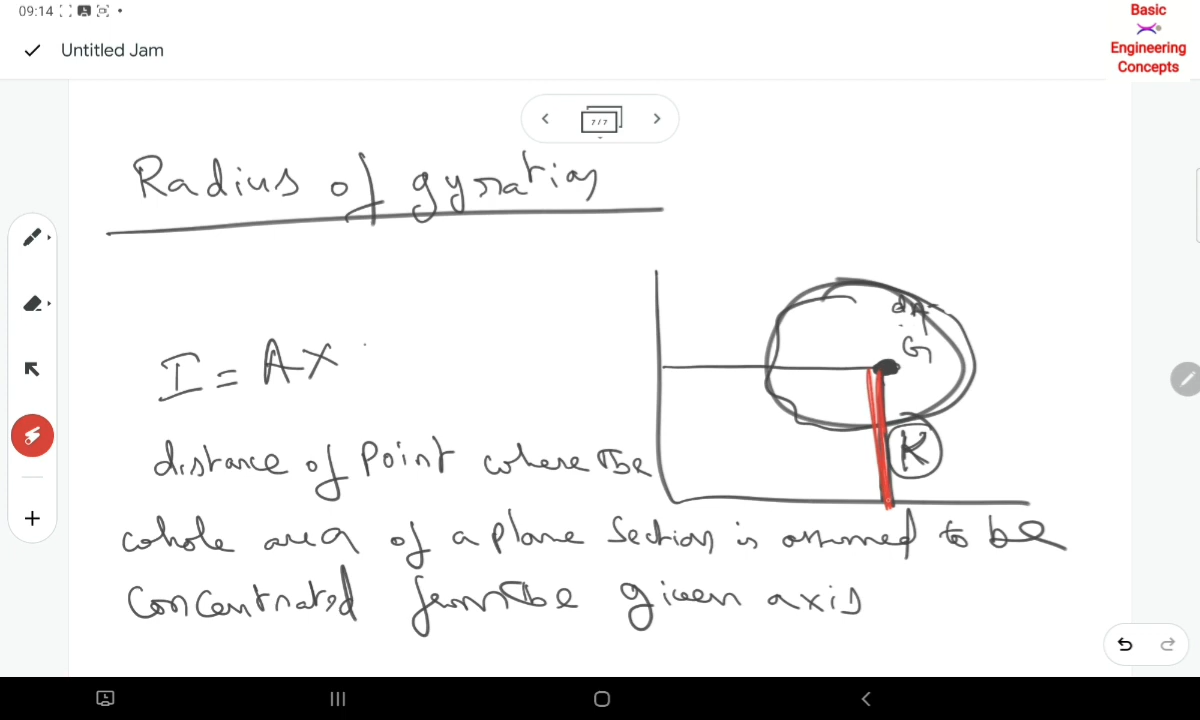 09:14
Untitled Jam
Basic
Engineering
Concepts
7 / 7
Radius of gyration
dA
G
I = AX
K
distance of Point where the
whole area of a plane Section is assumed to be
Concentrated from the given axis